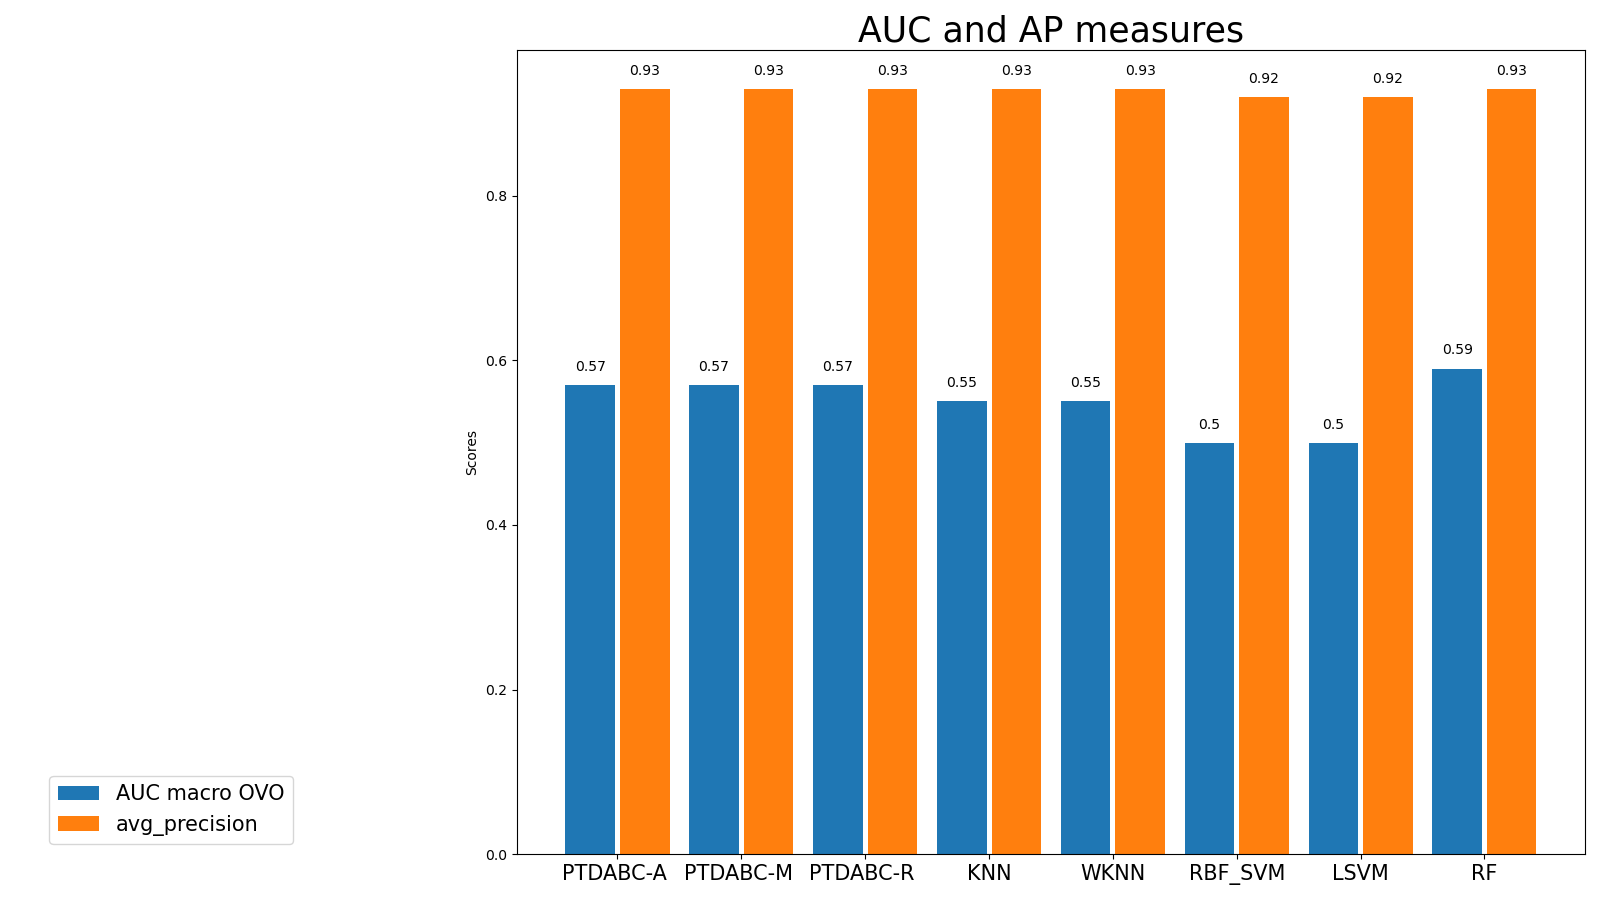 AUC and AP measures
0.93 0.93 0.93 0.93 0.93 0.92 0.92 0.93
0.57 0.57 0.57 0.55 0.55 0.5 0.5 0.59
Scores
0.8
0.6
0.4
0.2
0.0
PTDABC-A PTDABC-M PTDABC-R KNN WKNN RBF_SVM LSVM RF
AUC macro OVO
avg_precision